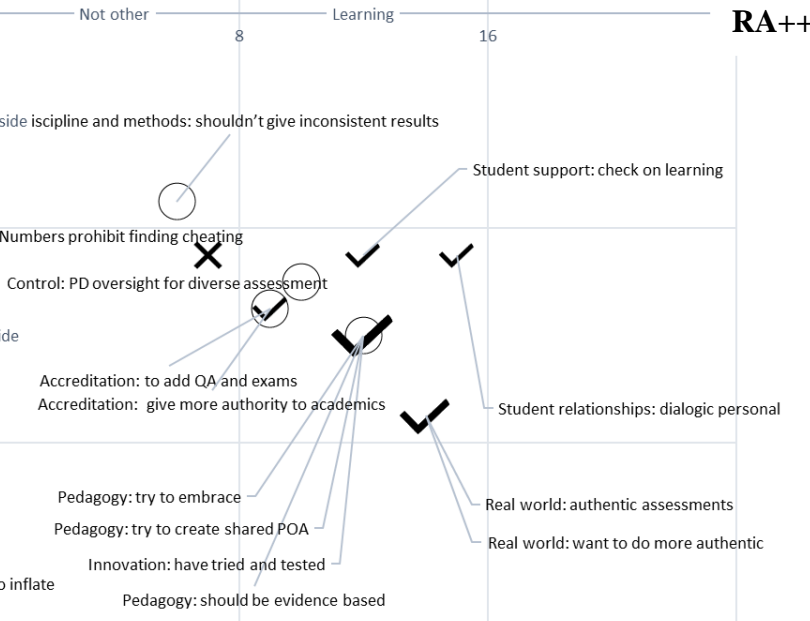 Not other
Learning
RA++
8
16
side iscipline and methods: shouldn't give inconsistent results
Student support: check on learning
Numbers prohibit finding cheating
Control: PD oversight for diverse assessment
ide
Accreditation: to add QA and exams
Accreditation: give more authority to academics
Student relationships: dialogic personal
Pedagogy: try to embrace
Real world: authentic assessments
Pedagogy: try to create shared POA
Real world: want to do more authentic
Innovation: have tried and tested
o inflate
Pedagogy: should be evidence based